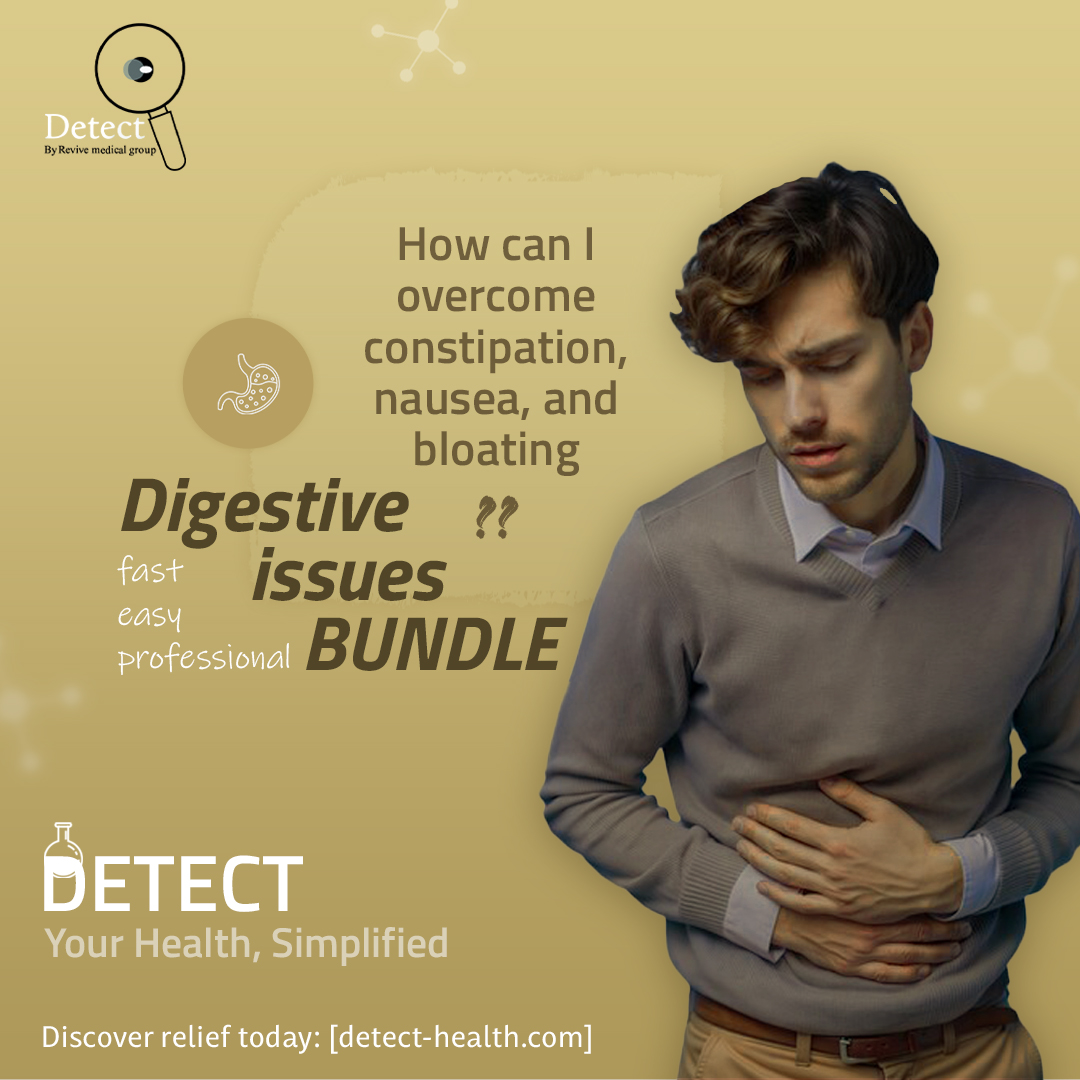 Detect
By Revive medical group
How can I
overcome
constipation,
nausea, and
bloating
??
Digestive
issues
BUNDLE
fast
easy
professional
DETECT
Your Health, Simplified
Discover relief today: [detect-health.com]